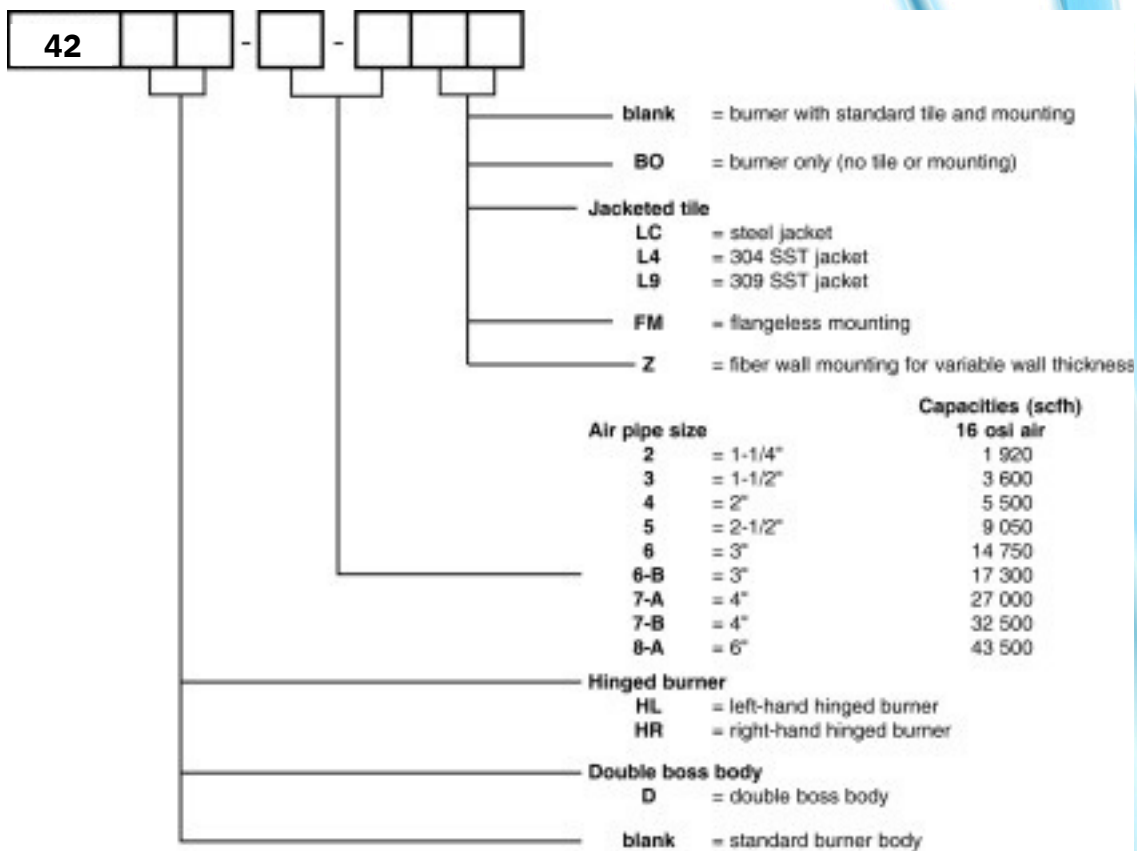 42 - -
blank = burner with standard tile and mounting
BO = burner only (no tile or mounting)
Jacketed tile
LC = steel jacket
L4 = 304 SST jacket
L9 = 309 SST jacket
FM = flangeless mounting
Z = fiber wall mounting for variable wall thickness
Capacities (scfh)
Air pipe size 16 osi air
2 = 1-1/4" 1 920
3 = 1-1/2" 3 600
4 = 2" 5 500
5 = 2-1/2" 9 050
6 = 3" 14 750
6-B = 3" 17 300
7-A = 4" 27 000
7-B = 4" 32 500
8-A = 6" 43 500
Hinged burner
HL = left-hand hinged burner
HR = right-hand hinged burner
Double boss body
D = double boss body
blank = standard burner body